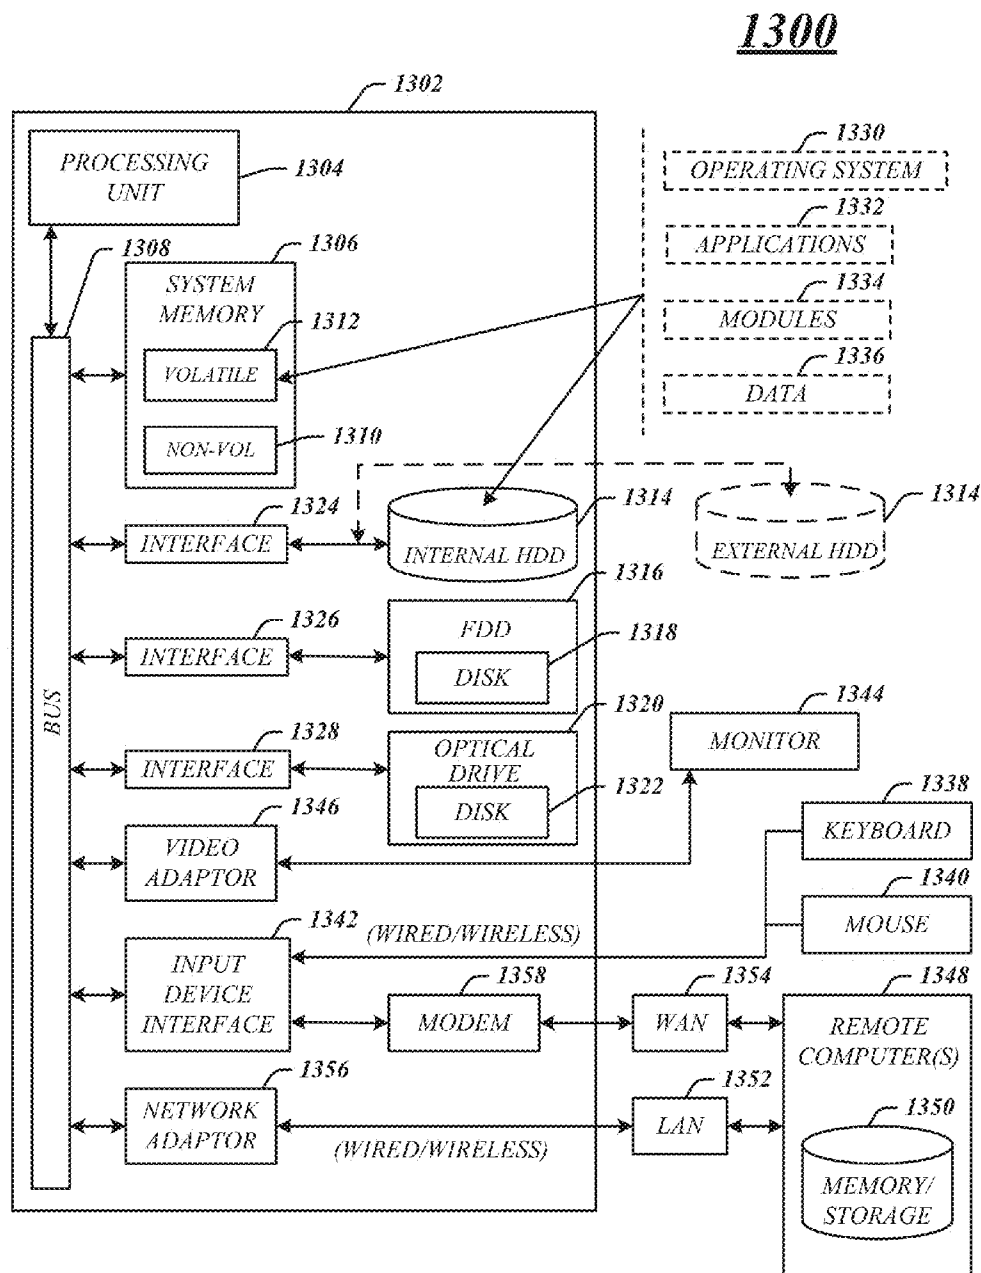 1300
1302
PROCESSING
UNIT
1304
1308
1306
SYSTEM
MEMORY
1312
VOLATILE
1310
NON-VOL
1330
OPERATING SYSTEM
1332
APPLICATIONS
1334
MODULES
1336
DATA
1324
INTERFACE
1314
INTERNAL HDD
1314
EXTERNAL HDD
1316
FDD
1326
INTERFACE
1318
DISK
BUS
1320
OPTICAL
DRIVE
1328
INTERFACE
1322
DISK
1344
MONITOR
1346
VIDEO
ADAPTOR
1338
KEYBOARD
1340
MOUSE
1342
INPUT
DEVICE
INTERFACE
(WIRED/WIRELESS)
1358
MODEM
1354
WAN
1348
REMOTE
COMPUTER(S)
1356
NETWORK
ADAPTOR
(WIRED/WIRELESS)
1352
LAN
1350
MEMORY/
STORAGE